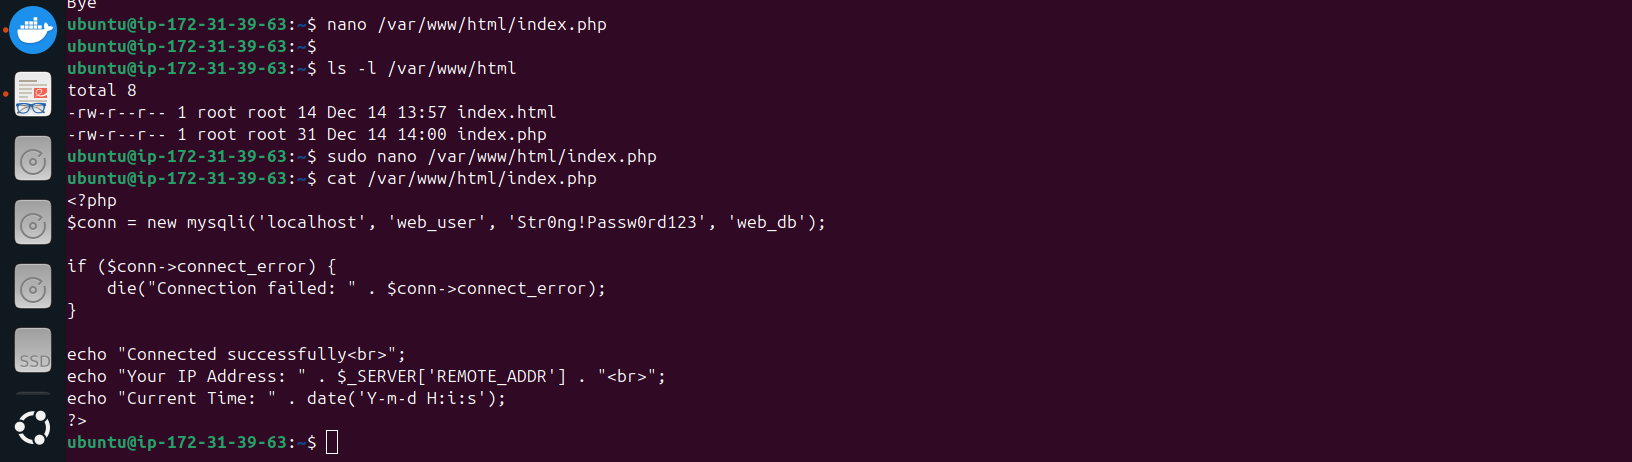 Bye
ubuntu@ip-172-31-39-63:~$ nano /var/www/html/index.php
ubuntu@ip-172-31-39-63:~$
ubuntu@ip-172-31-39-63:~$ ls -l /var/www/html
total 8
-rw-r--r-- 1 root root 14 Dec 14 13:57 index.html
-rw-r--r-- 1 root root 31 Dec 14 14:00 index.php
ubuntu@ip-172-31-39-63:~$ sudo nano /var/www/html/index.php
ubuntu@ip-172-31-39-63:~$ cat /var/www/html/index.php
<?php
$conn = new mysqli('localhost', 'web_user', 'Str0ng!Passw0rd123', 'web_db');

if ($conn->connect_error) {
    die("Connection failed: " . $conn->connect_error);
}

echo "Connected successfully<br>";
echo "Your IP Address: " . $_SERVER['REMOTE_ADDR'] . "<br>";
echo "Current Time: " . date('Y-m-d H:i:s');
?>
ubuntu@ip-172-31-39-63:~$
SSD